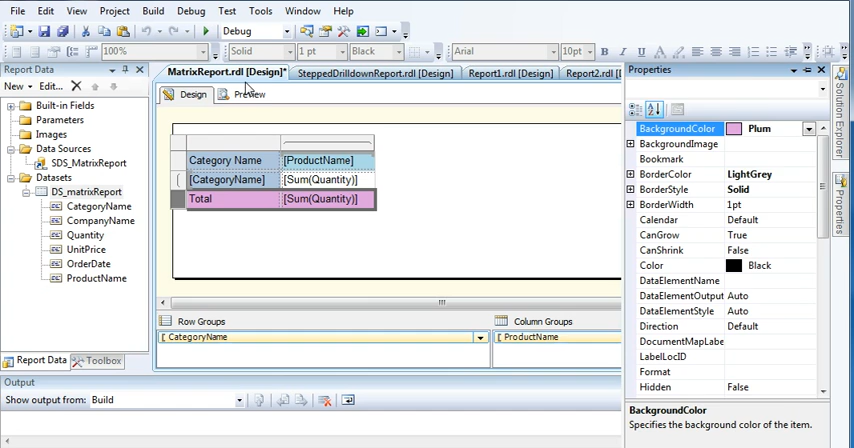 File Edit View Project Build Debug Test Tools Window Help
Debug
100% Solid 1 pt Black Arial 10pt B I U
Report Data
New Edit...
Built-in Fields
Parameters
Images
Data Sources
SDS_MatrixReport
Datasets
DS_matrixReport
CategoryName
CompanyName
Quantity
UnitPrice
OrderDate
ProductName
Report Data Toolbox
MatrixReport.rdl [Design]* SteppedDrilldownReport.rdl [Design] Report1.rdl [Design] Report2.rdl [D
Design Preview
Category Name [ProductName]
[CategoryName] [Sum(Quantity)]
Total [Sum(Quantity)]
Row Groups Column Groups
CategoryName ProductName
Output
Show output from: Build
Properties
BackgroundColor Plum
BackgroundImage
Bookmark
BorderColor LightGrey
BorderStyle Solid
BorderWidth 1pt
Calendar Default
CanGrow True
CanShrink False
Color Black
DataElementName
DataElementOutput Auto
DataElementStyle Auto
Direction Default
DocumentMapLabe
LabelLocID
Format
Hidden False
BackgroundColor
Specifies the background color of the item.
Solution Explorer
Properties